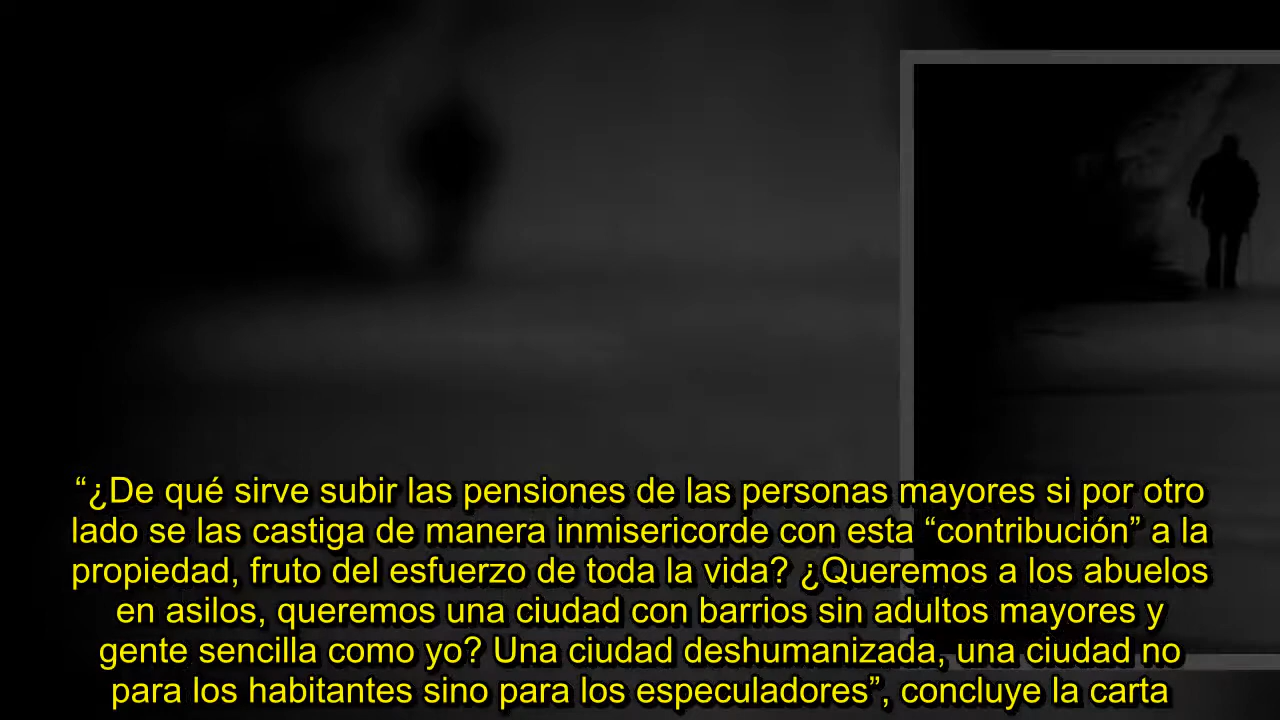 “¿De qué sirve subir las pensiones de las personas mayores si por otro
lado se las castiga de manera inmisericorde con esta “contribución” a la
propiedad, fruto del esfuerzo de toda la vida? ¿Queremos a los abuelos
en asilos, queremos una ciudad con barrios sin adultos mayores y
gente sencilla como yo? Una ciudad deshumanizada, una ciudad no
para los habitantes sino para los especuladores”, concluye la carta